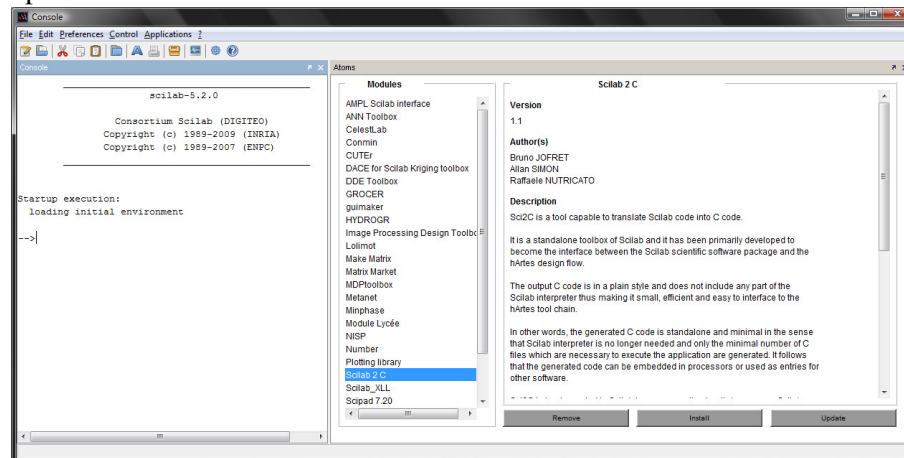 Console
File Edit Preferences Control Applications ?
Console
scilab-5.2.0
Consortium Scilab (DIGITEO)
Copyright (c) 1989-2009 (INRIA)
Copyright (c) 1989-2007 (ENPC)
Startup execution:
loading initial environment
-->
Atoms
Modules
AMPL Scilab interface
ANN Toolbox
CelestLab
Conmin
CUTEr
DACE for Scilab Kriging toolbox
DDE Toolbox
GROCER
guimaker
HYDROGR
Image Processing Design Toolbo
Lolimot
Make Matrix
Matrix Market
MDPtoolbox
Metanet
Minphase
Module Lycée
NISP
Number
Plotting library
Scilab 2 C
Scilab_XLL
Scipad 7.20
Scilab 2 C
Version
1.1
Author(s)
Bruno JOFRET
Allan SIMON
Raffaele NUTRICATO
Description
Sci2C is a tool capable to translate Scilab code into C code.
It is a standalone toolbox of Scilab and it has been primarily developed to
become the interface between the Scilab scientific software package and the
hArtes design flow.
The output C code is in a plain style and does not include any part of the
Scilab interpreter thus making it small, efficient and easy to interface to the
hArtes tool chain.
In other words, the generated C code is standalone and minimal in the sense
that Scilab interpreter is no longer needed and only the minimal number of C
files which are necessary to execute the application are generated. It follows
that the generated code can be embedded in processors or used as entries for
other software.
Remove
Install
Update